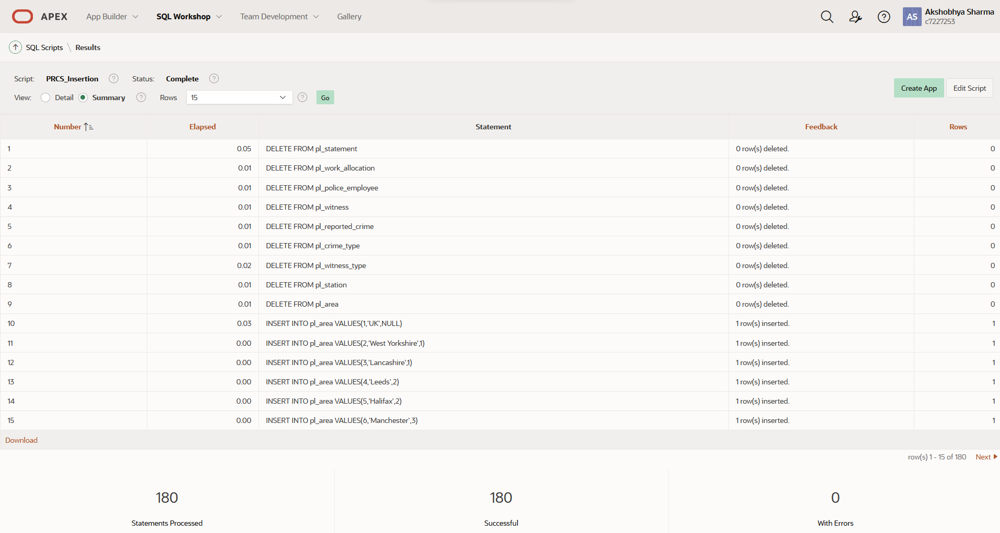 APEX App Builder SQL Workshop Team Development Gallery AS Akshobhya Sharma
c7227253
SQL Scripts \ Results
Script: PRCS_Insertion ? Status: Complete ?
View: Detail Summary ? Rows 15 ? Go Create App Edit Script
Number Elapsed Statement Feedback Rows
1 0.05 DELETE FROM pl_statement 0 row(s) deleted. 0
2 0.01 DELETE FROM pl_work_allocation 0 row(s) deleted. 0
3 0.01 DELETE FROM pl_police_employee 0 row(s) deleted. 0
4 0.01 DELETE FROM pl_witness 0 row(s) deleted. 0
5 0.01 DELETE FROM pl_reported_crime 0 row(s) deleted. 0
6 0.01 DELETE FROM pl_crime_type 0 row(s) deleted. 0
7 0.02 DELETE FROM pl_witness_type 0 row(s) deleted. 0
8 0.01 DELETE FROM pl_station 0 row(s) deleted. 0
9 0.01 DELETE FROM pl_area 0 row(s) deleted. 0
10 0.03 INSERT INTO pl_area VALUES(1,'UK',NULL) 1 row(s) inserted. 1
11 0.00 INSERT INTO pl_area VALUES(2,'West Yorkshire',1) 1 row(s) inserted. 1
12 0.00 INSERT INTO pl_area VALUES(3,'Lancashire',1) 1 row(s) inserted. 1
13 0.00 INSERT INTO pl_area VALUES(4,'Leeds',2) 1 row(s) inserted. 1
14 0.00 INSERT INTO pl_area VALUES(5,'Halifax',2) 1 row(s) inserted. 1
15 0.00 INSERT INTO pl_area VALUES(6,'Manchester',3) 1 row(s) inserted. 1
Download
row(s) 1 - 15 of 180 Next
180 180 0
Statements Processed Successful With Errors